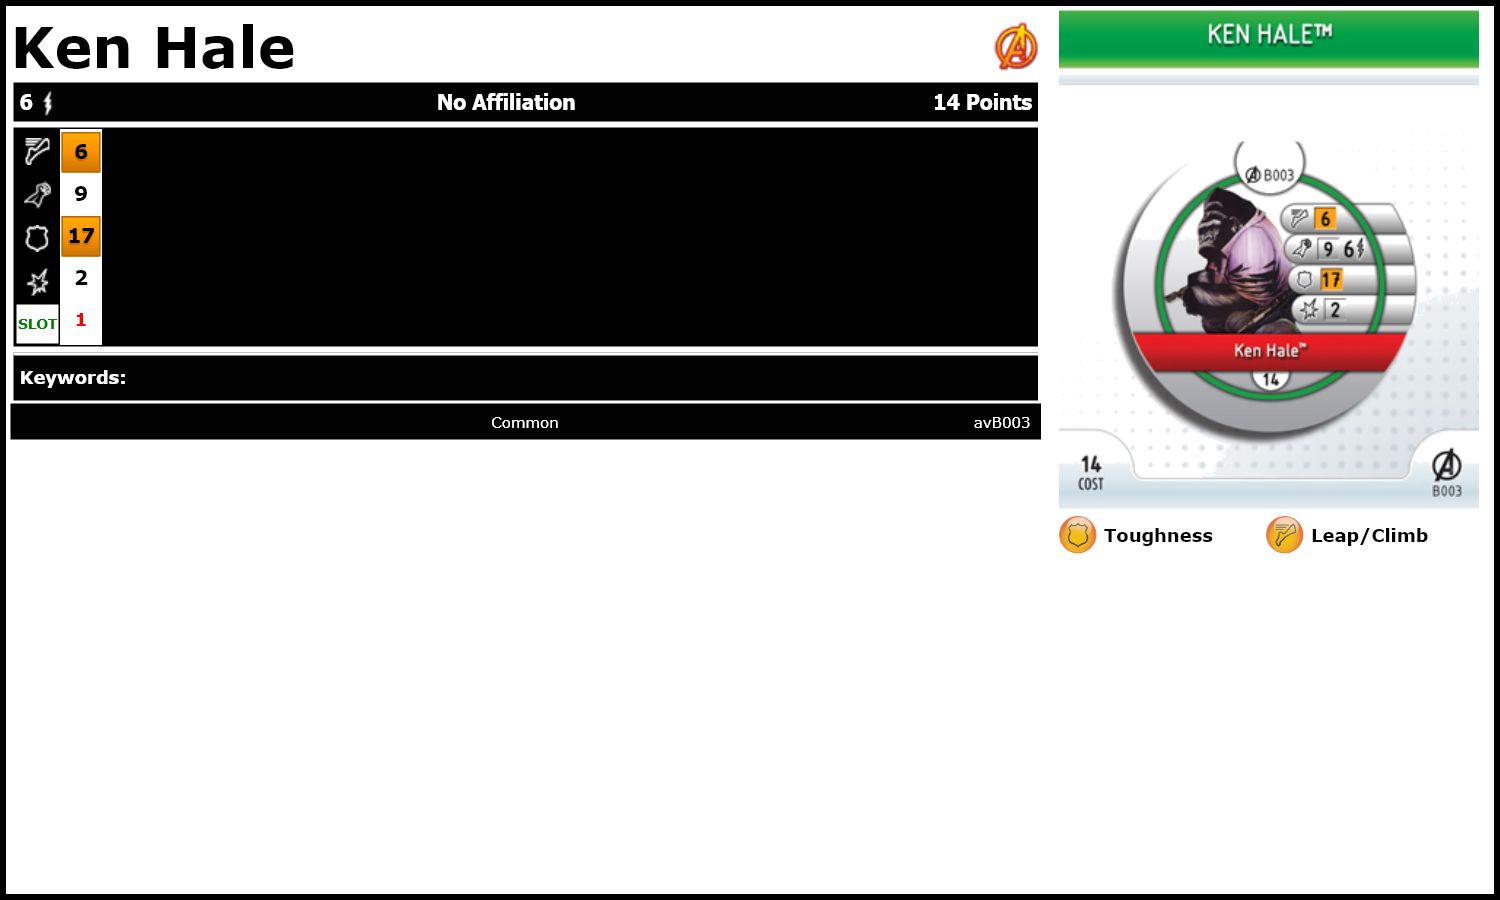 Ken Hale
6 No Affiliation 14 Points
6
9
17
2
SLOT 1
Keywords:
Common avB003
KEN HALE™
B003
6
9 6
17
2
Ken Hale™
14
14
COST
B003
Toughness Leap/Climb